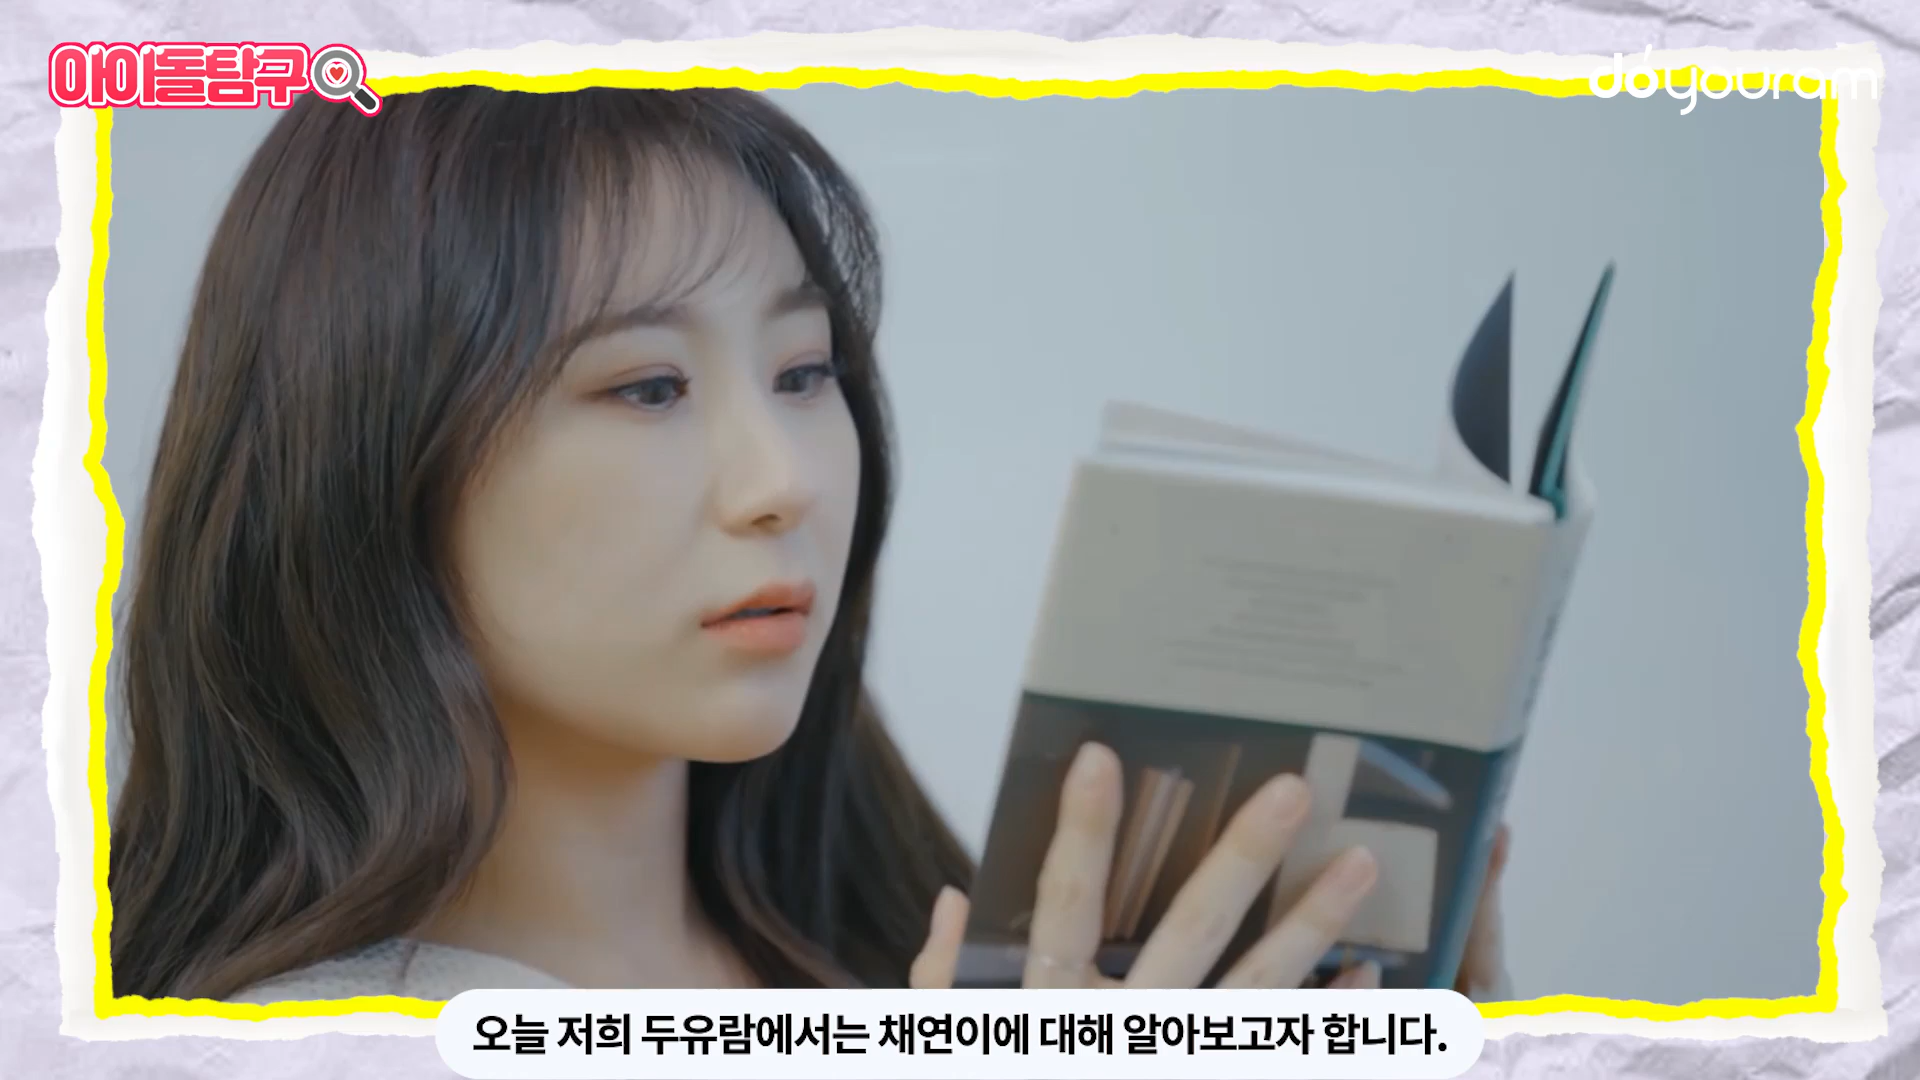 아이돌탐구
doyouram
오늘 저희 두유람에서는 채연이에 대해 알아보고자 합니다.